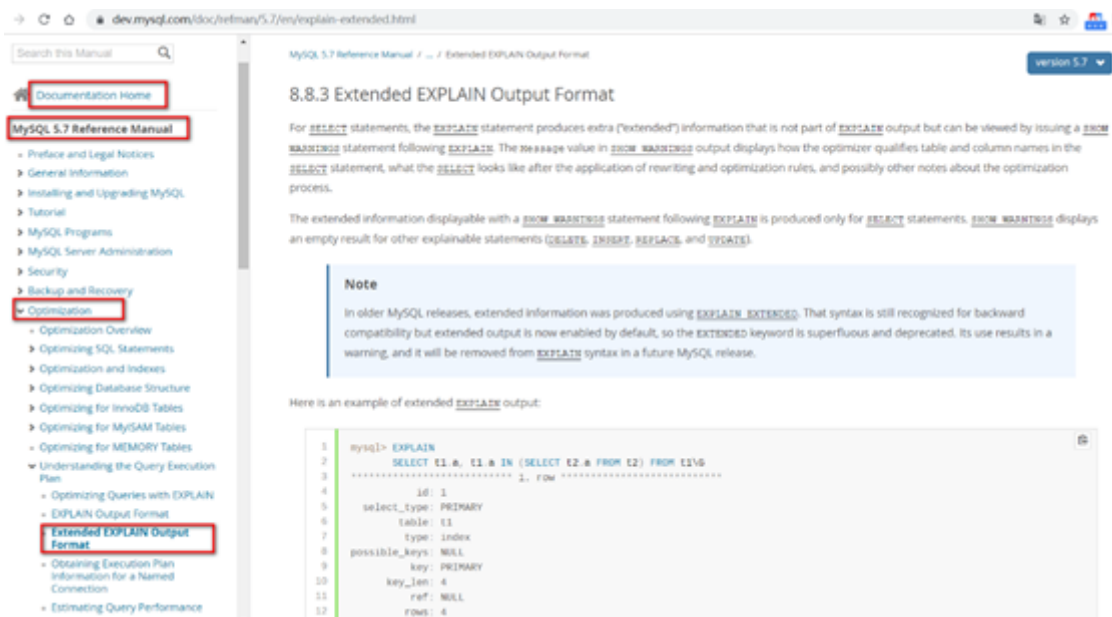 dev.mysql.com/doc/refman/5.7/en/explain-extended.html
Search this Manual
Documentation Home
MySQL 5.7 Reference Manual
Preface and Legal Notices
General Information
Installing and Upgrading MySQL
Tutorial
MySQL Programs
MySQL Server Administration
Security
Backup and Recovery
Optimization
Optimization Overview
Optimizing SQL Statements
Optimization and Indexes
Optimizing Database Structure
Optimizing for InnoDB Tables
Optimizing for MyISAM Tables
Optimizing for MEMORY Tables
Understanding the Query Execution
Plan
Optimizing Queries with EXPLAIN
EXPLAIN Output Format
Extended EXPLAIN Output
Format
Obtaining Execution Plan
Information for a Named
Connection
Estimating Query Performance
MySQL 5.7 Reference Manual / ... / Extended EXPLAIN Output Format
version 5.7
8.8.3 Extended EXPLAIN Output Format
For SELECT statements, the EXPLAIN statement produces extra ("extended") information that is not part of EXPLAIN output but can be viewed by issuing a SHOW
WARNINGS statement following EXPLAIN. The Message value in SHOW WARNINGS output displays how the optimizer qualifies table and column names in the
SELECT statement, what the SELECT looks like after the application of rewriting and optimization rules, and possibly other notes about the optimization
process.
The extended information displayable with a SHOW WARNINGS statement following EXPLAIN is produced only for SELECT statements. SHOW WARNINGS displays
an empty result for other explainable statements (DELETE, INSERT, REPLACE, and UPDATE).
Note
In older MySQL releases, extended information was produced using EXPLAIN EXTENDED. That syntax is still recognized for backward
compatibility but extended output is now enabled by default, so the EXTENDED keyword is superfluous and deprecated. Its use results in a
warning, and it will be removed from EXPLAIN syntax in a future MySQL release.
Here is an example of extended EXPLAIN output:
1 mysql> EXPLAIN
2 SELECT t1.a, t1.a IN (SELECT t2.a FROM t2) FROM t1\G
3 *************************** 1. row ***************************
4 id: 1
5 select_type: PRIMARY
6 table: t1
7 type: index
8 possible_keys: NULL
9 key: PRIMARY
10 key_len: 4
11 ref: NULL
12 rows: 4